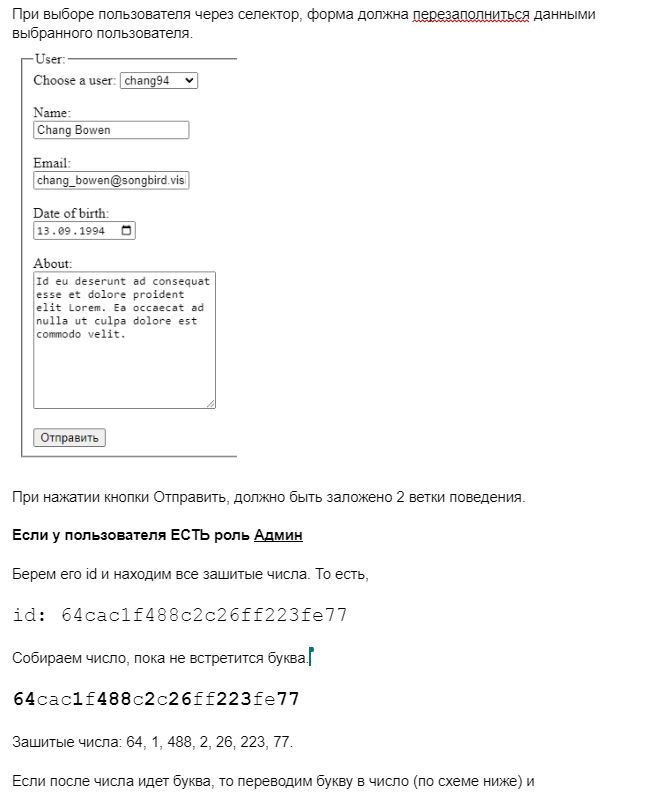 При выборе пользователя через селектор, форма должна перезаполниться данными
выбранного пользователя.
User:
Choose a user: chang94
Name:
Chang Bowen
Email:
chang_bowen@songbird.vis
Date of birth:
13.09.1994
About:
Id eu deserunt ad consequat
esse et dolore proident
elit Lorem. Ea occaecat ad
nulla ut culpa dolore est
commodo velit.
Отправить
При нажатии кнопки Отправить, должно быть заложено 2 ветки поведения.
Если у пользователя ЕСТЬ роль Админ
Берем его id и находим все зашитые числа. То есть,
id: 64cac1f488c2c26ff223fe77
Собираем число, пока не встретится буква.
64cac1f488c2c26ff223fe77
Зашитые числа: 64, 1, 488, 2, 26, 223, 77.
Если после числа идет буква, то переводим букву в число (по схеме ниже) и